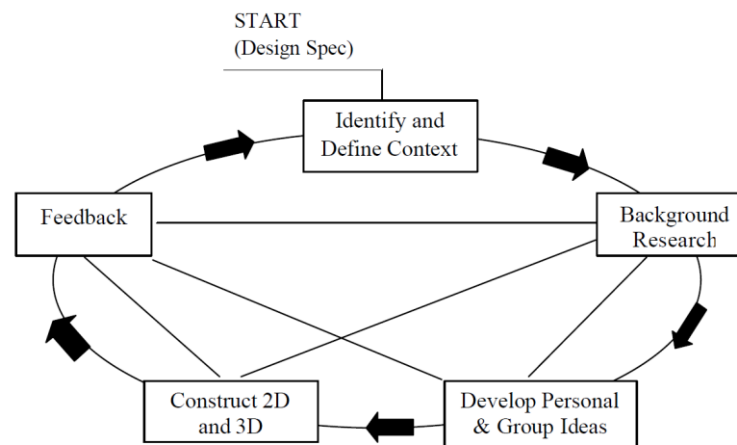 START
(Design Spec)
Identify and
Define Context
Feedback
Background
Research
Construct 2D
and 3D
Develop Personal
& Group Ideas